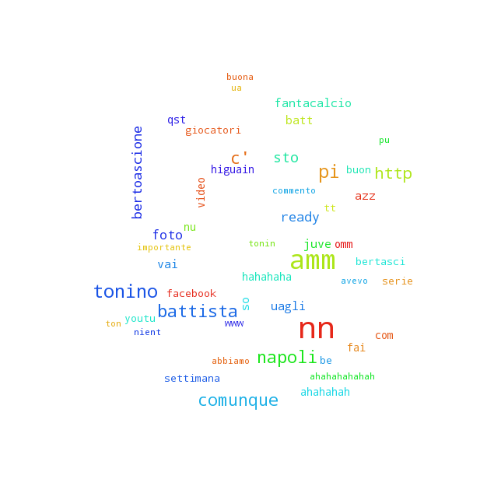 buona
ua
fantacalcio
qst
batt
giocatori
pu
bertoascione
c'
sto
higuain
pi
buon
http
video
commento
azz
tt
ready
nu
foto
importante
tonin
juve
omm
vai
amm
bertasci
hahahaha
avevo
serie
tonino
facebook
so
battista
uagli
youtu
ton
www
nient
nn
com
fai
napoli
abbiamo
be
settimana
ahahahahahah
ahahahah
comunque